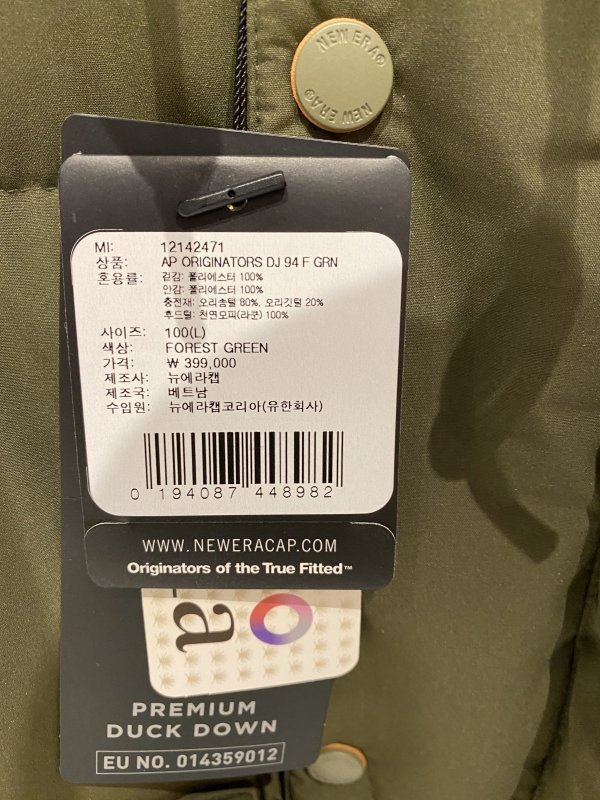 NEW ERA®
NEW ERA®
MI: 12142471
상품: AP ORIGINATORS DJ 94 F GRN
혼용률: 겉감: 폴리에스터 100%
안감: 폴리에스터 100%
충전재: 오리솜털 80%, 오리깃털 20%
후드털: 천연모피(라쿤) 100%
사이즈: 100(L)
색상: FOREST GREEN
가격: ₩ 399,000
제조사: 뉴에라캡
제조국: 베트남
수입원: 뉴에라캡코리아(유한회사)
0 194087 448982
WWW.NEWERACAP.COM
Originators of the True Fitted™
a
PREMIUM
DUCK DOWN
EU NO. 014359012